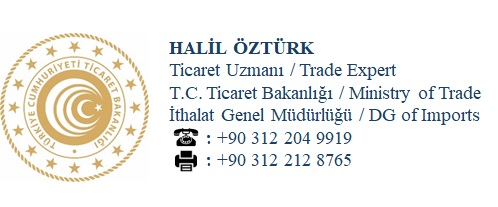 TÜRKİYE CUMHURİYETİ TİCARET BAKANLIĞI
HALİL ÖZTÜRK
Ticaret Uzmanı / Trade Expert
T.C. Ticaret Bakanlığı / Ministry of Trade
İthalat Genel Müdürlüğü / DG of Imports
: +90 312 204 9919
: +90 312 212 8765